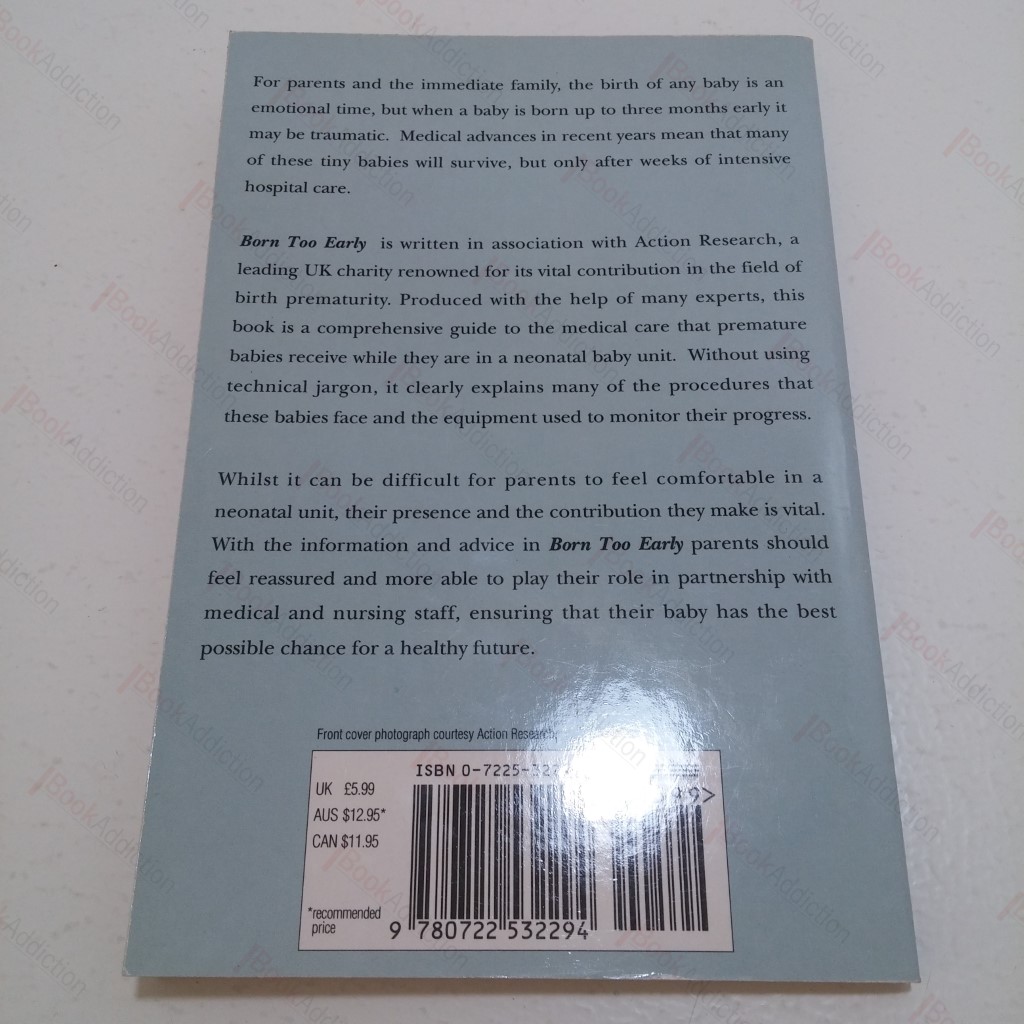 For parents and the immediate family, the birth of any baby is an
emotional time, but when a baby is born up to three months early it
may be traumatic. Medical advances in recent years mean that many
of these tiny babies will survive, but only after weeks of intensive
hospital care.
Born Too Early is written in association with Action Research, a
leading UK charity renowned for its vital contribution in the field of
birth prematurity. Produced with the help of many experts, this
book is a comprehensive guide to the medical care that premature
babies receive while they are in a neonatal baby unit. Without using
technical jargon, it clearly explains many of the procedures that
these babies face and the equipment used to monitor their progress.
Whilst it can be difficult for parents to feel comfortable in a
neonatal unit, their presence and the contribution they make is vital.
With the information and advice in Born Too Early parents should
feel reassured and more able to play their role in partnership with
medical and nursing staff, ensuring that their baby has the best
possible chance for a healthy future.
Front cover photograph courtesy Action Research
ISBN 0-7225-
UK £5.99
AUS $12.95*
CAN $11.95
*recommended
price
9 780722 532294
BookAddiction